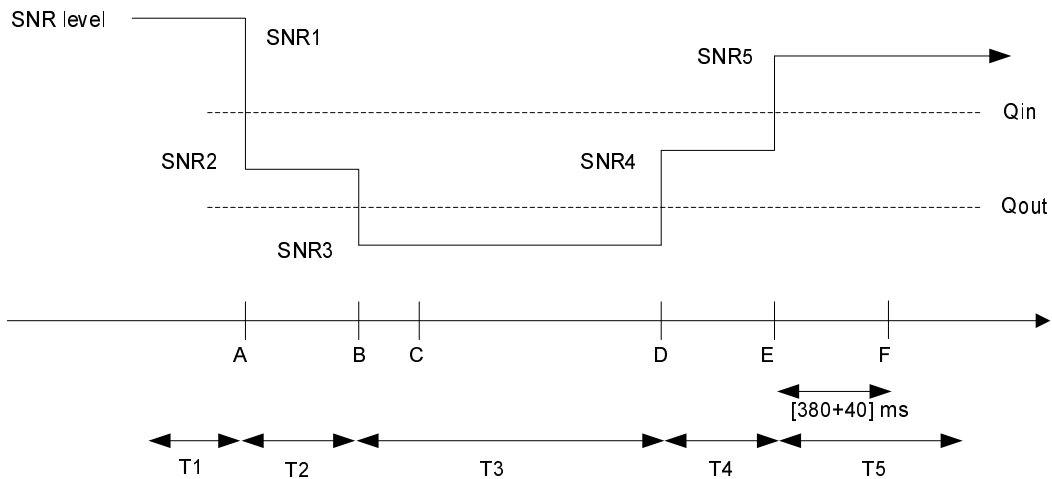 SNR level
SNR1
SNR5
Qin
SNR2
SNR4
Qout
SNR3
A B C D E F
[380+40] ms
T1 T2 T3 T4 T5